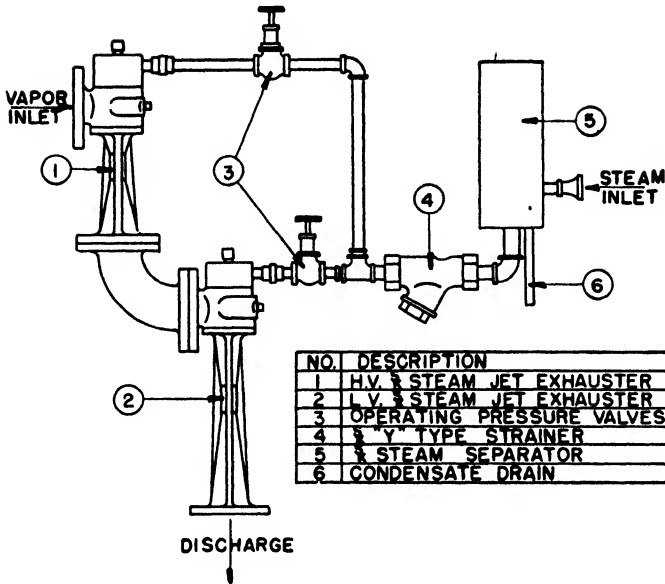 VAPOR
INLET
1
3
4
5
STEAM
INLET
6
2
DISCHARGE
NO. DESCRIPTION
1 H.V. STEAM JET EXHAUSTER
2 L.V. STEAM JET EXHAUSTER
3 OPERATING PRESSURE VALVES
4 "Y" TYPE STRAINER
5 STEAM SEPARATOR
6 CONDENSATE DRAIN